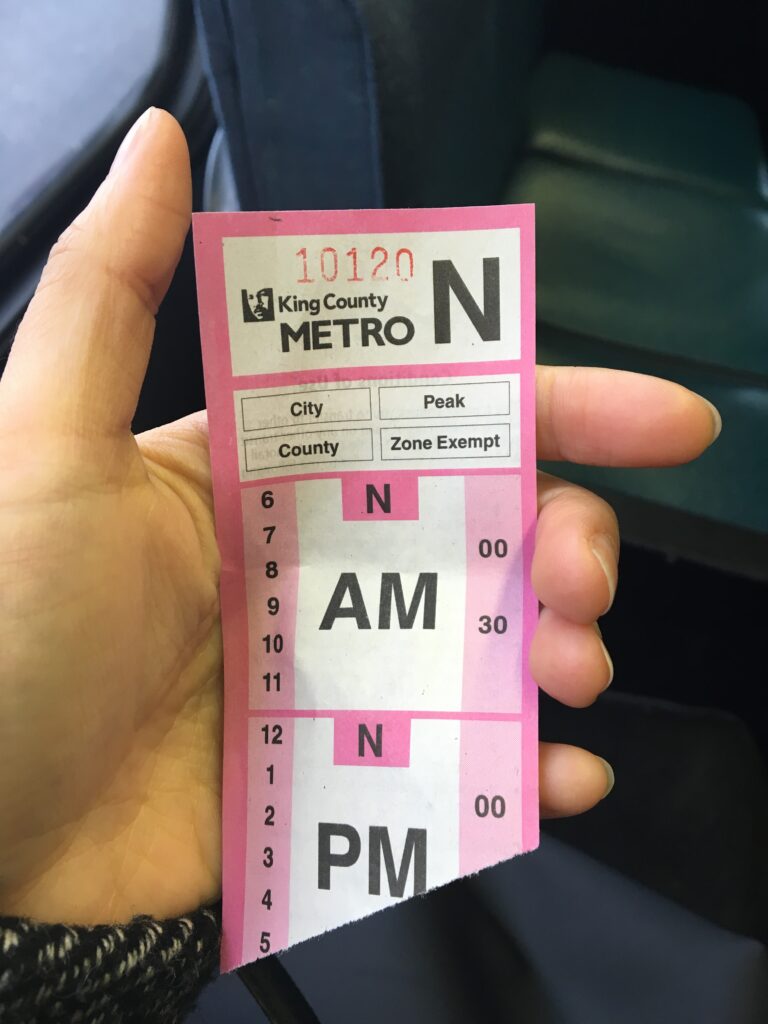 10120
King County
METRO
N
City Peak
County Zone Exempt
N
6
7
8
9
10
11
AM
00
30
N
12
1
2
3
4
5
PM
00